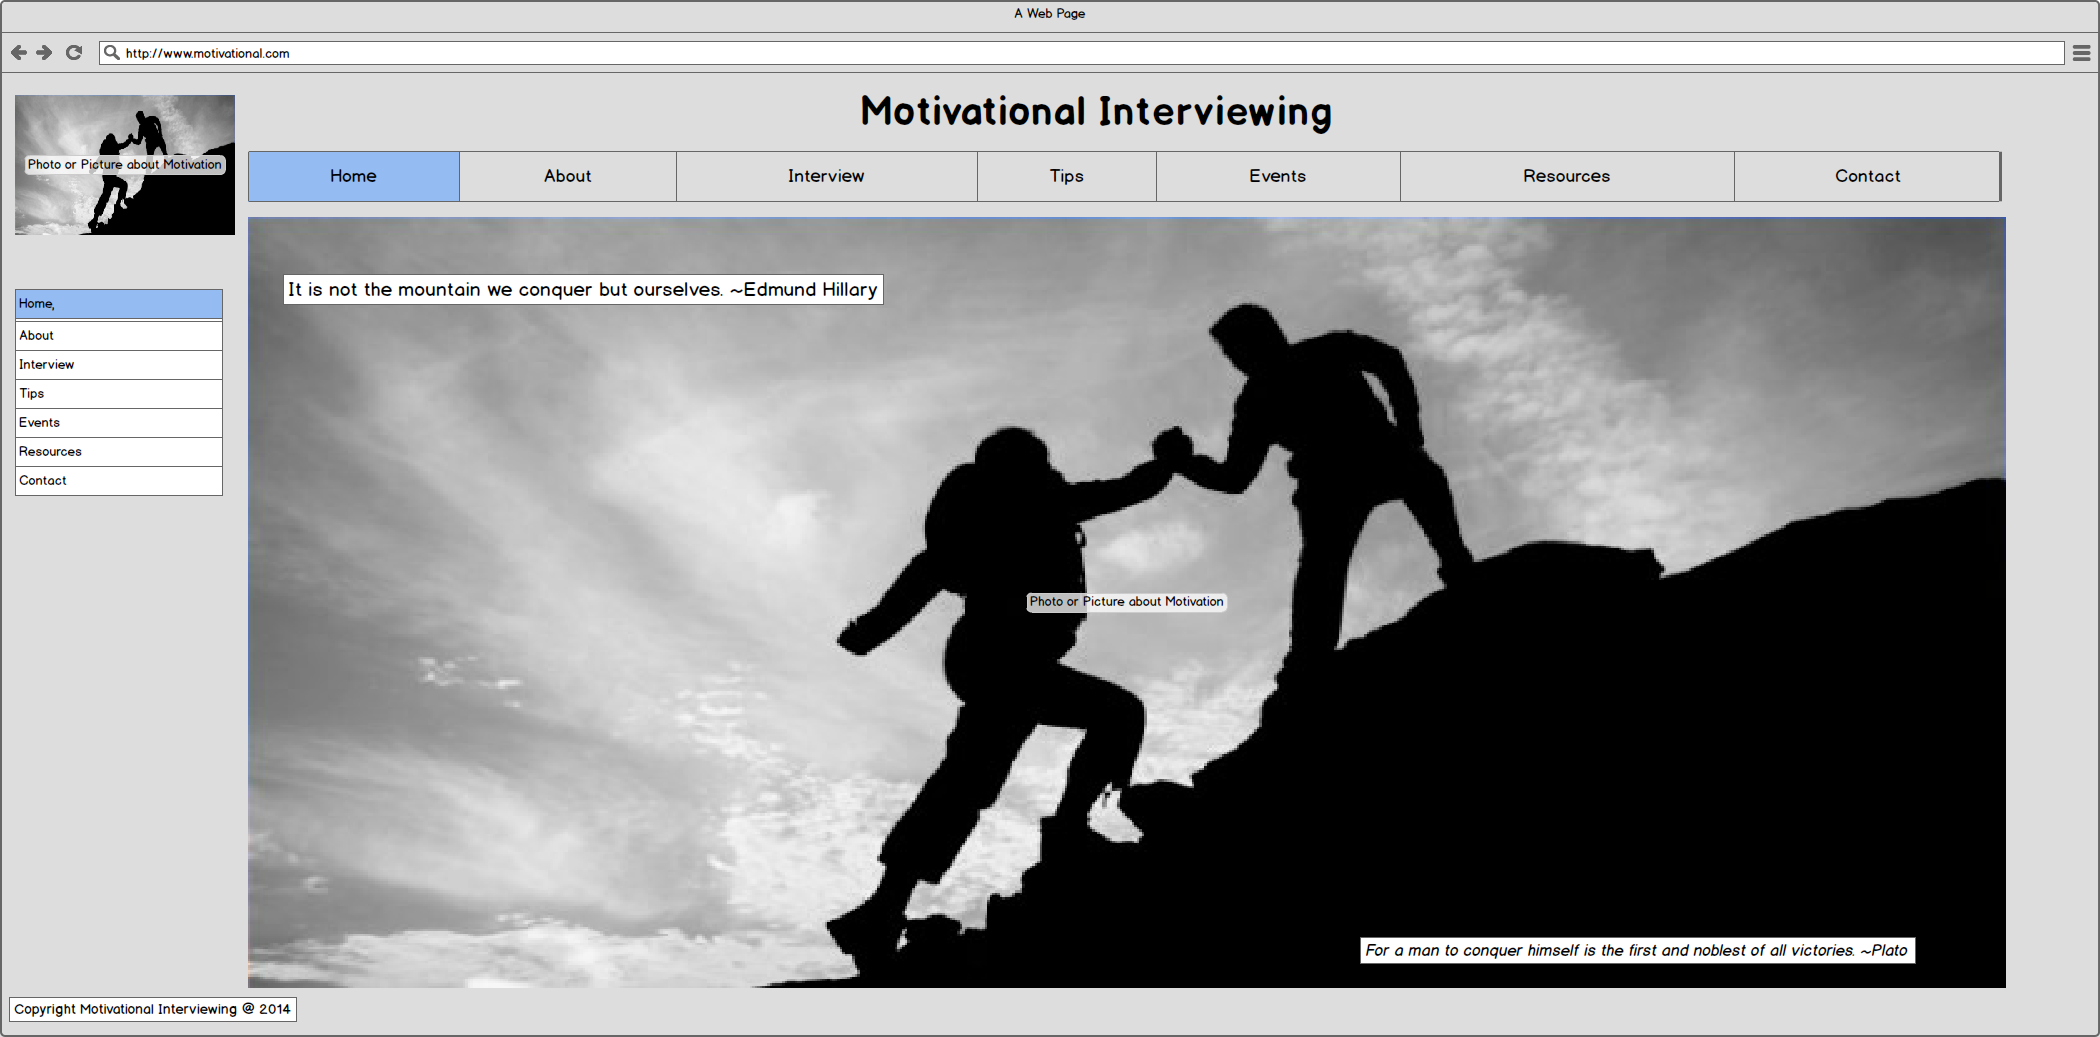 A Web Page
http://www.motivational.com
Motivational Interviewing
Photo or Picture about Motivation
Home
About
Interview
Tips
Events
Resources
Contact
It is not the mountain we conquer but ourselves. ~Edmund Hillary
Home,
About
Interview
Tips
Events
Resources
Contact
Photo or Picture about Motivation
For a man to conquer himself is the first and noblest of all victories. ~Plato
Copyright Motivational Interviewing @ 2014